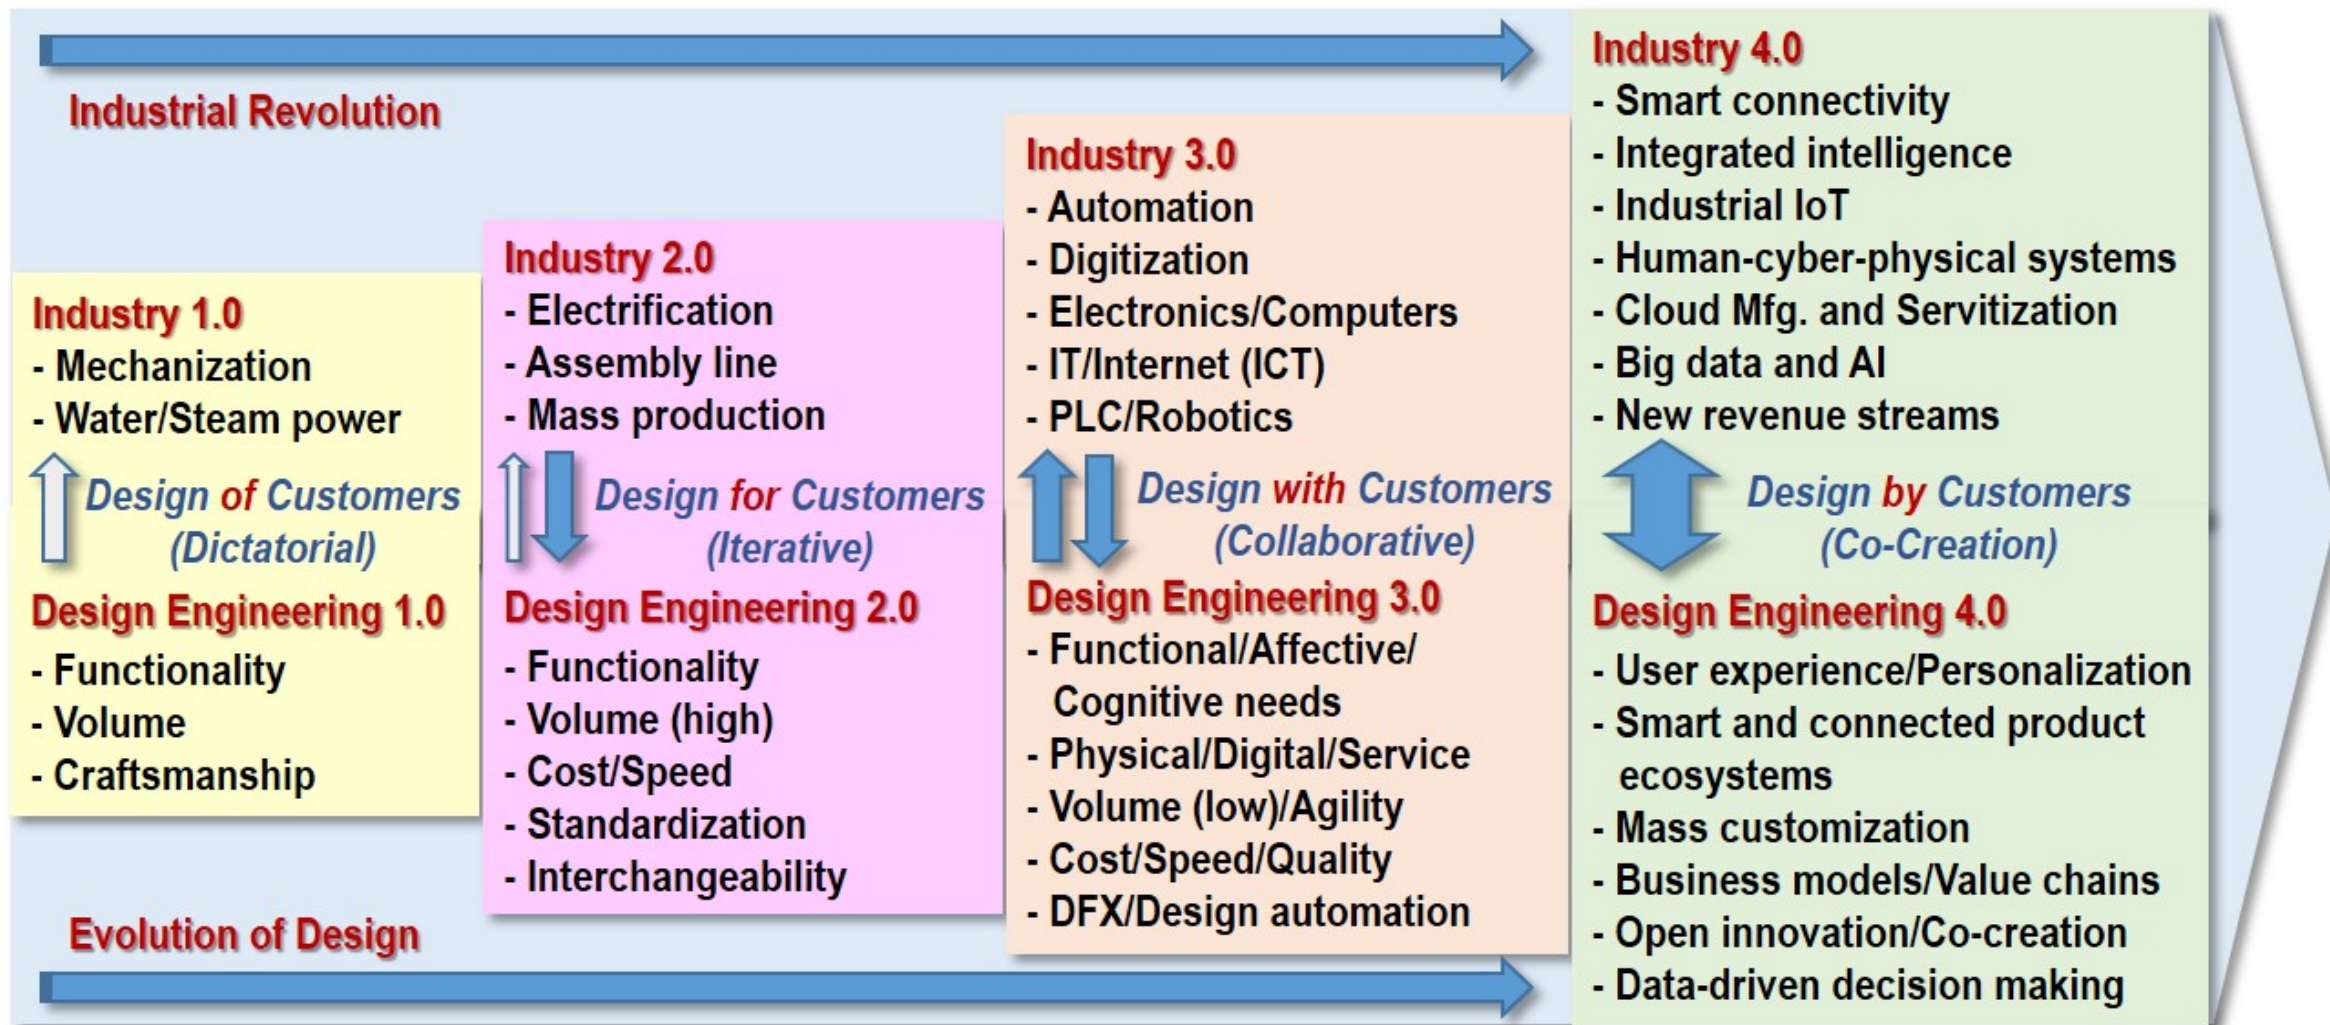 Industrial Revolution
Industry 1.0
- Mechanization
- Water/Steam power
Design of Customers
(Dictatorial)
Design Engineering 1.0
- Functionality
- Volume
- Craftsmanship
Industry 2.0
- Electrification
- Assembly line
- Mass production
Design for Customers
(Iterative)
Design Engineering 2.0
- Functionality
- Volume (high)
- Cost/Speed
- Standardization
- Interchangeability
Industry 3.0
- Automation
- Digitization
- Electronics/Computers
- IT/Internet (ICT)
- PLC/Robotics
Design with Customers
(Collaborative)
Design Engineering 3.0
- Functional/Affective/
Cognitive needs
- Physical/Digital/Service
- Volume (low)/Agility
- Cost/Speed/Quality
- DFX/Design automation
Industry 4.0
- Smart connectivity
- Integrated intelligence
- Industrial IoT
- Human-cyber-physical systems
- Cloud Mfg. and Servitization
- Big data and AI
- New revenue streams
Design by Customers
(Co-Creation)
Design Engineering 4.0
- User experience/Personalization
- Smart and connected product
ecosystems
- Mass customization
- Business models/Value chains
- Open innovation/Co-creation
- Data-driven decision making
Evolution of Design